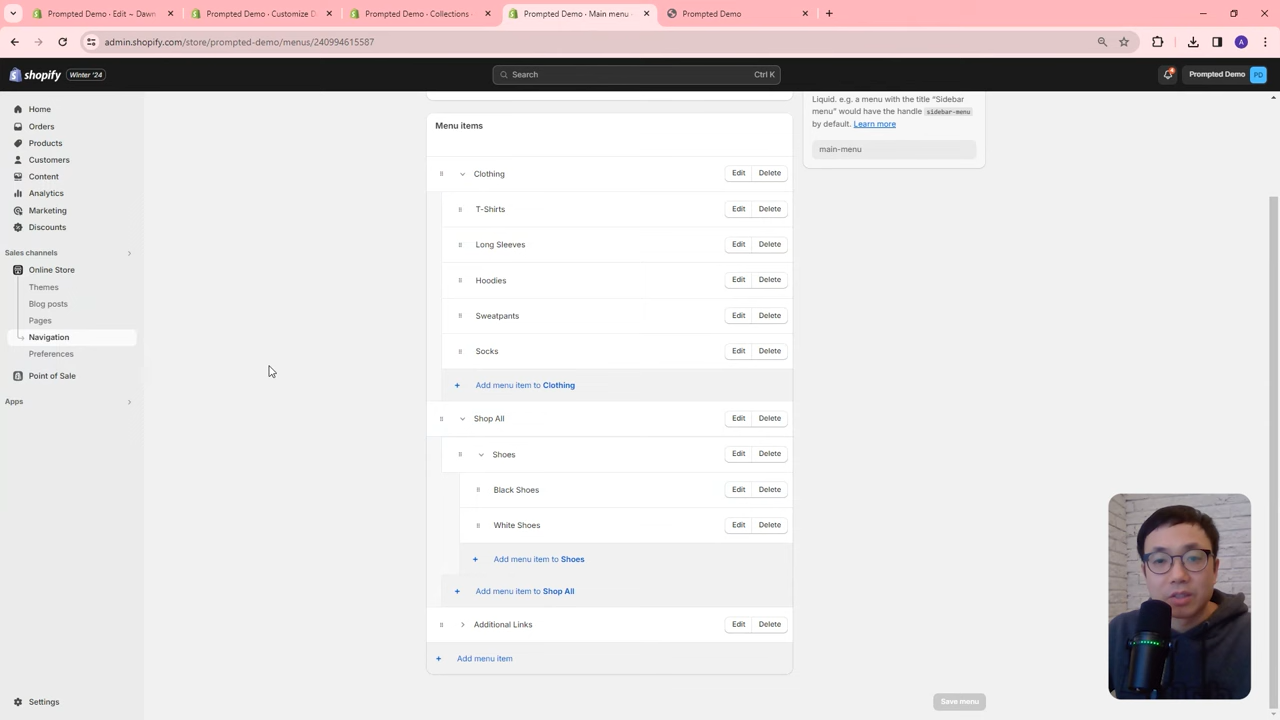 Prompted Demo - Edit ~ Dawn
Prompted Demo - Customize D
Prompted Demo - Collections
Prompted Demo - Main menu
Prompted Demo
admin.shopify.com/store/prompted-demo/menus/240994615587
A
shopify
Winter '24
Search
Ctrl K
Prompted Demo
PD
Home
Orders
Products
Customers
Content
Analytics
Marketing
Discounts
Sales channels
Online Store
Themes
Blog posts
Pages
Navigation
Preferences
Point of Sale
Apps
Settings
Menu items
Clothing
Edit
Delete
T-Shirts
Edit
Delete
Long Sleeves
Edit
Delete
Hoodies
Edit
Delete
Sweatpants
Edit
Delete
Socks
Edit
Delete
+ Add menu item to Clothing
Shop All
Edit
Delete
Shoes
Edit
Delete
Black Shoes
Edit
Delete
White Shoes
Edit
Delete
+ Add menu item to Shoes
+ Add menu item to Shop All
Additional Links
Edit
Delete
+ Add menu item
Liquid. e.g. a menu with the title “Sidebar
menu” would have the handle sidebar-menu
by default. Learn more
main-menu
Save menu